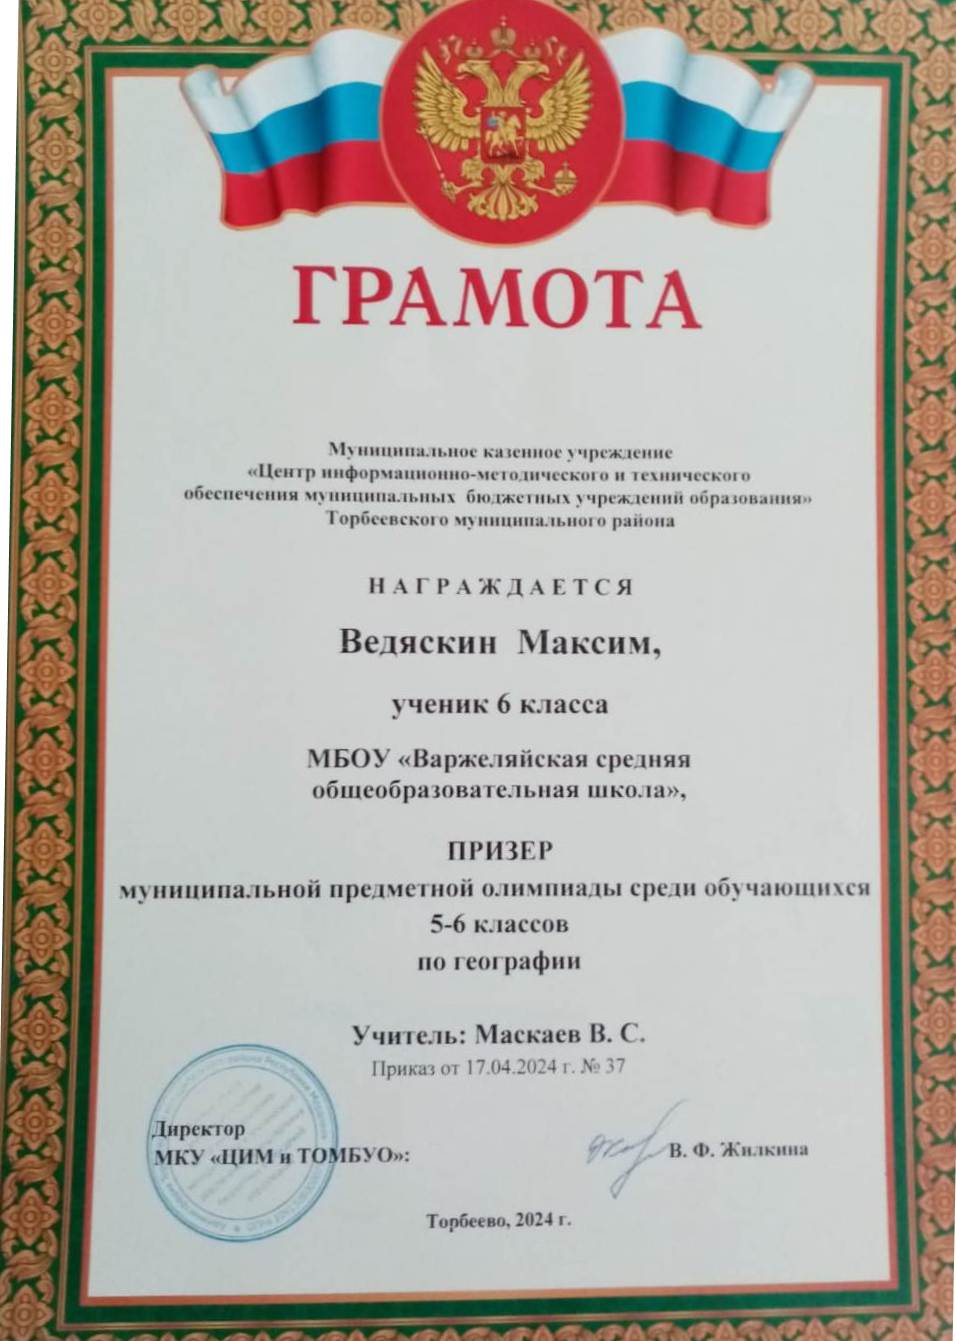 ГРАМОТА
Муниципальное казенное учреждение
«Центр информационно-методического и технического
обеспечения муниципальных бюджетных учреждений образования»
Торбеевского муниципального района
НАГРАЖДАЕТСЯ
Ведяскин Максим,
ученик 6 класса
МБОУ «Варжеляйская средняя
общеобразовательная школа»,
ПРИЗЕР
муниципальной предметной олимпиады среди обучающихся
5-6 классов
по географии
Учитель: Маскаев В. С.
Приказ от 17.04.2024 г. № 37
Директор
МКУ «ЦИМ и ТОМБУО»:
В. Ф. Жилкина
Торбеево, 2024 г.